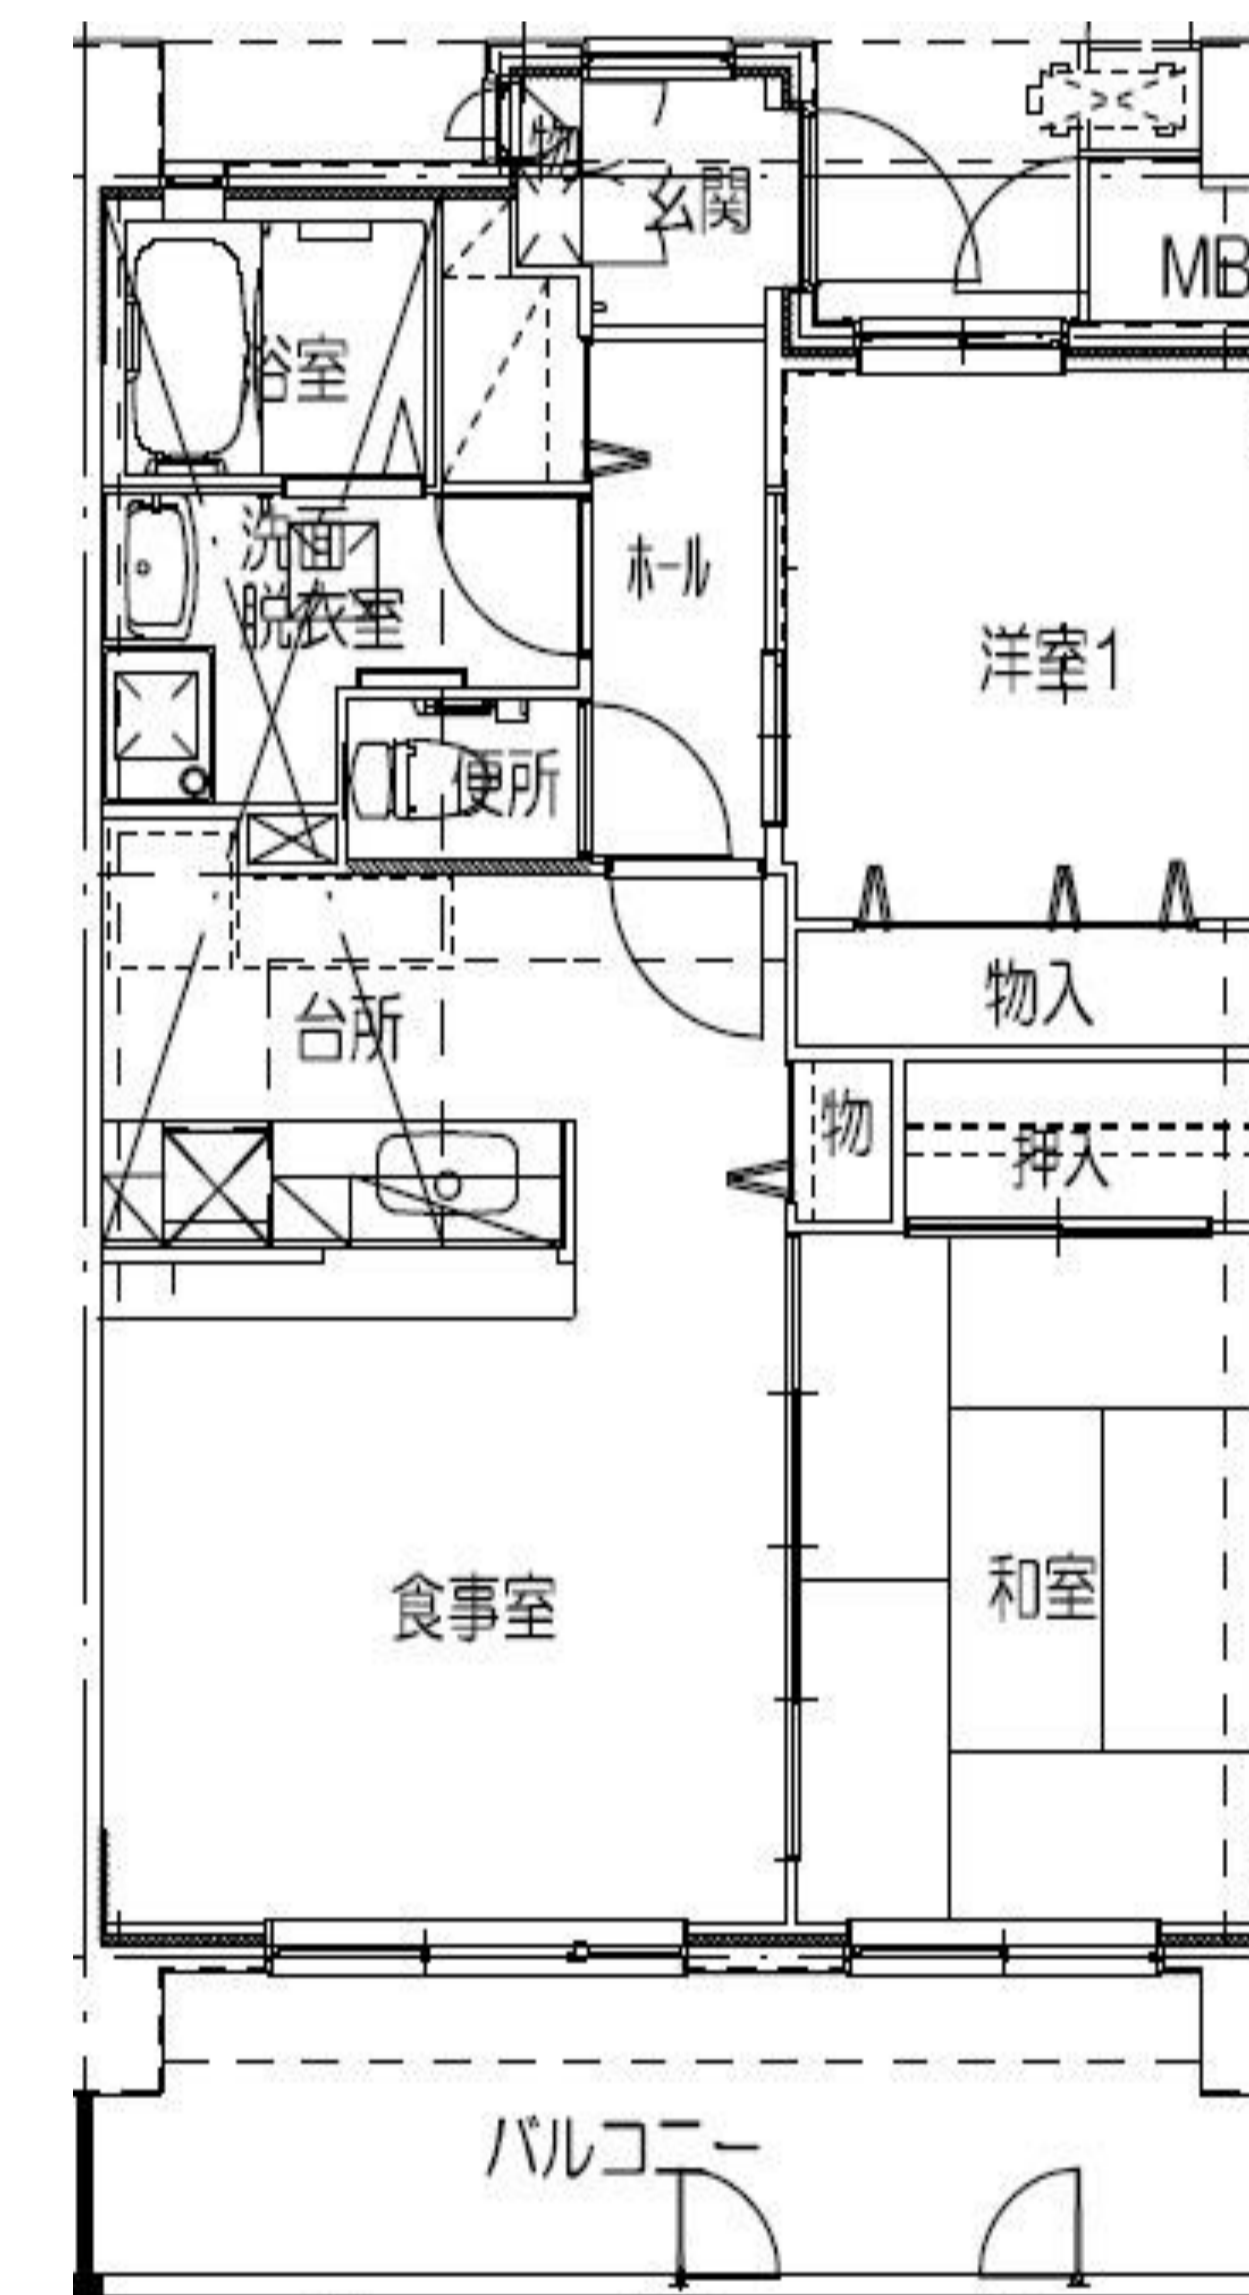 物
玄関
MB
浴室
ホール
洗面
脱衣室
洋室1
便所
物入
台所
物
押入
食事室
和室
バルコニー